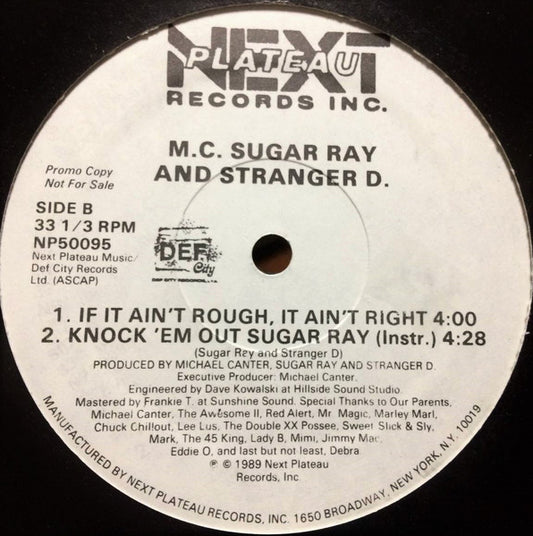 NEXT
PLATEAU
RECORDS INC.
M.C. SUGAR RAY
AND STRANGER D.
Promo Copy
Not For Sale
SIDE B
33 1/3 RPM
NP50095
Next Plateau Music/
Def City Records
Ltd. (ASCAP)
DEF
City
DEF CITY RECORDS, LTD.
1. IF IT AIN'T ROUGH, IT AIN'T RIGHT 4:00
2. KNOCK 'EM OUT SUGAR RAY (Instr.) 4:28
(Sugar Ray and Stranger D)
PRODUCED BY MICHAEL CANTER, SUGAR RAY AND STRANGER D.
Executive Producer: Michael Canter.
Engineered by Dave Kowalski at Hillside Sound Studio.
Mastered by Frankie T. at Sunshine Sound. Special Thanks to Our Parents,
Michael Canter, The Awesome II, Red Alert, Mr. Magic, Marley Marl,
Chuck Chillout, Lee Lus, The Double XX Possee, Sweet Slick & Sly,
Mark, The 45 King, Lady B, Mimi, Jimmy Mac,
Eddie O, and last but not least, Debra.
℗ © 1989 Next Plateau
Records, Inc.
MANUFACTURED BY NEXT PLATEAU RECORDS, INC. 1650 BROADWAY, NEW YORK, N.Y. 10019